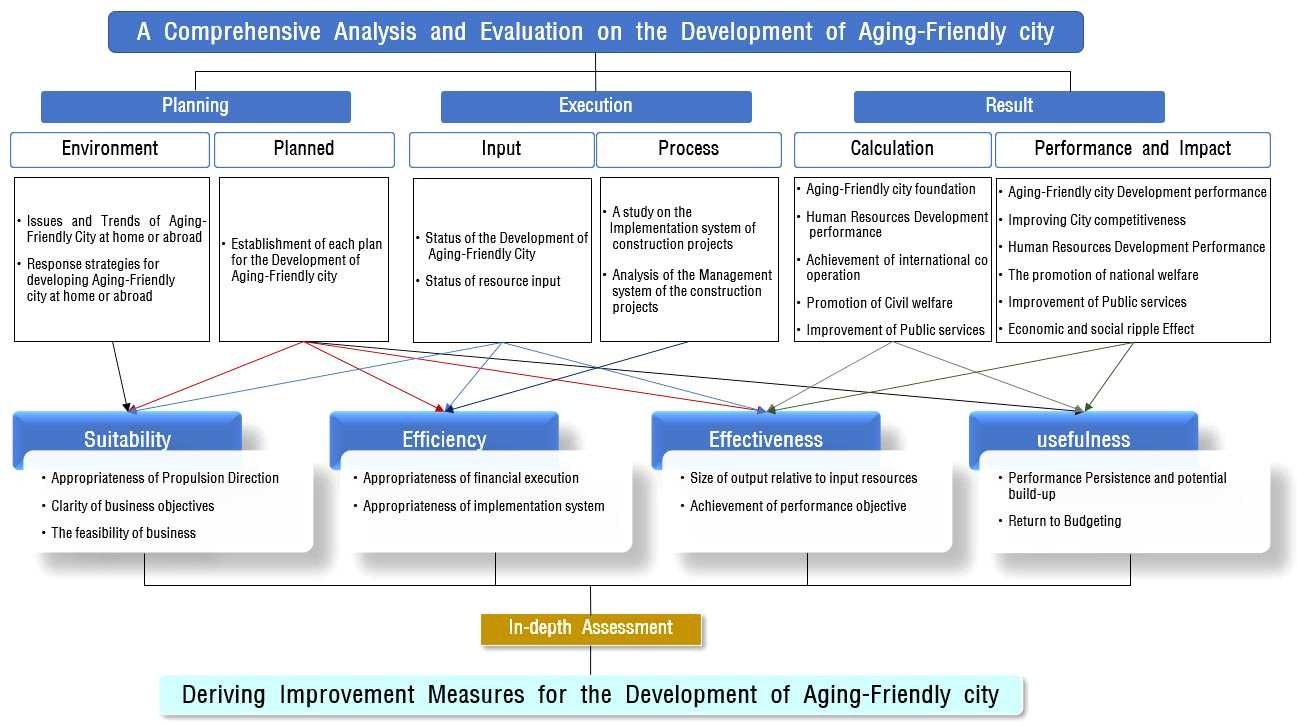 A Comprehensive Analysis and Evaluation on the Development of Aging-Friendly city
Planning
Execution
Result
Environment
Planned
Input
Process
Calculation
Performance and Impact
• Issues and Trends of Aging-
Friendly City at home or abroad
• Response strategies for
developing Aging-Friendly
city at home or abroad
• Establishment of each plan
for the Development of
Aging-Friendly city
• Status of the Development of
Aging-Friendly City
• Status of resource input
• A study on the
Implementation system of
construction projects
• Analysis of the Management
system of the construction
projects
• Aging-Friendly city foundation
• Human Resources Development
performance
• Achievement of international co
operation
• Promotion of Civil welfare
• Improvement of Public services
• Aging-Friendly city Development performance
• Improving City competitiveness
• Human Resources Development Performance
• The promotion of national welfare
• Improvement of Public services
• Economic and social ripple Effect
Suitability
• Appropriateness of Propulsion Direction
• Clarity of business objectives
• The feasibility of business
Efficiency
• Appropriateness of financial execution
• Appropriateness of implementation system
Effectiveness
• Size of output relative to input resources
• Achievement of performance objective
usefulness
• Performance Persistence and potential
build-up
• Return to Budgeting
In-depth Assessment
Deriving Improvement Measures for the Development of Aging-Friendly city